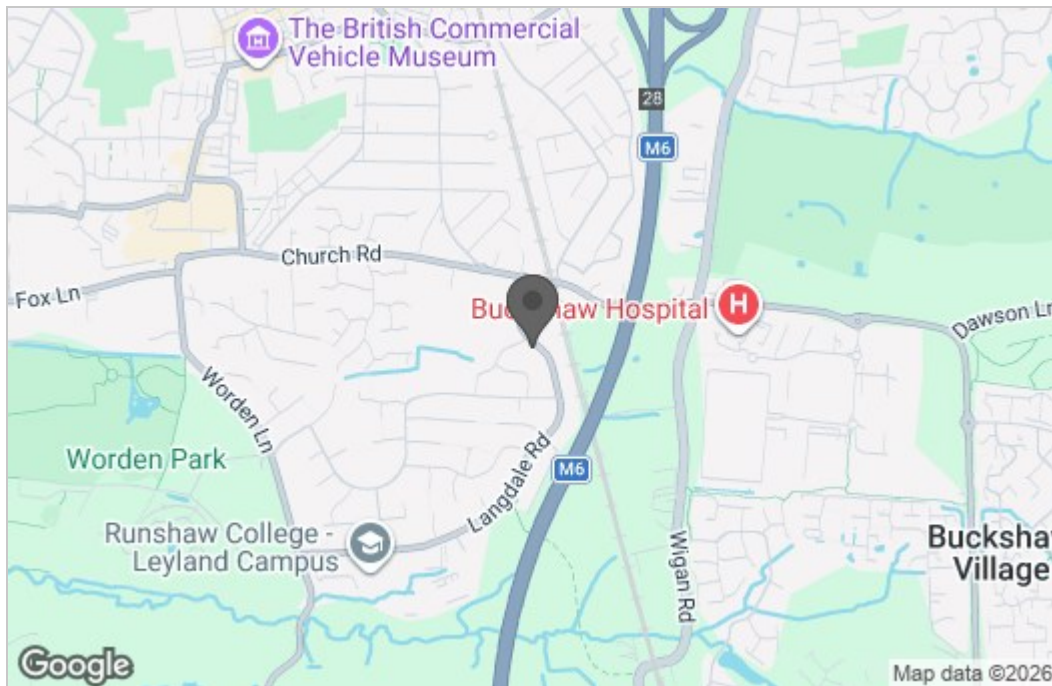 The British Commercial
Vehicle Museum
28
M6
Church Rd
Fox Ln
Buckshaw Hospital
H
Dawson Ln
Worden Ln
Worden Park
Langdale Rd
M6
Runshaw College -
Leyland Campus
Wigan Rd
Buckshaw
Village
Google
Map data ©2026